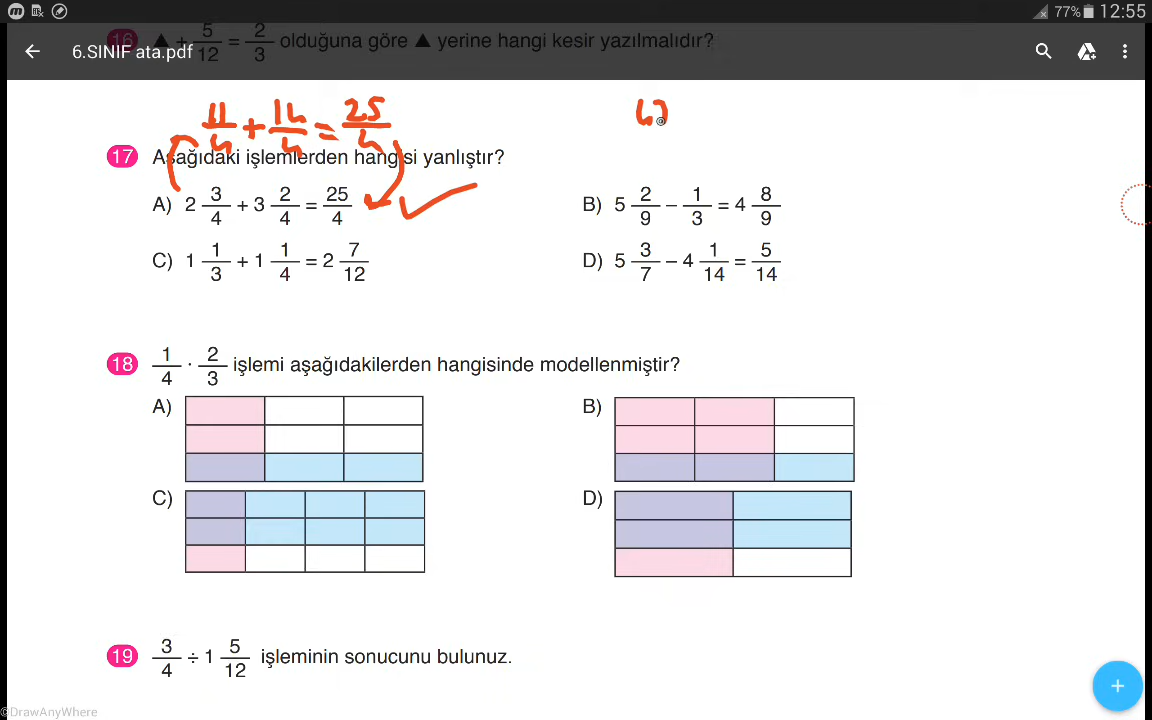 77% 12:55
6.SINIF ata.pdf
16 ▲ + 5/12 = 2/3 olduğuna göre ▲ yerine hangi kesir yazılmalıdır?
11/4 + 14/4 = 25/4
47
17 Aşağıdaki işlemlerden hangisi yanlıştır?
A) 2 3/4 + 3 2/4 = 25/4
B) 5 2/9 − 1/3 = 4 8/9
C) 1 1/3 + 1 1/4 = 2 7/12
D) 5 3/7 − 4 1/14 = 5/14
18 1/4 · 2/3 işlemi aşağıdakilerden hangisinde modellenmiştir?
A)
B)
C)
D)
19 3/4 ÷ 1 5/12 işleminin sonucunu bulunuz.
©DrawAnyWhere